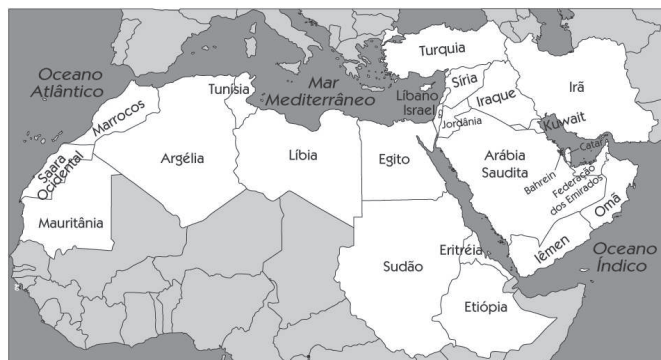 Turquia
Oceano
Atlântico
Mar
Mediterrâneo
Síria
Irã
Tunísia
Líbano
Israel
Iraque
Marrocos
Jordânia
Kuwait
Saara
Ocidental
Argélia
Líbia
Egito
Arábia
Saudita
Catar
Bahrein
Federação
dos Emirados
Mauritânia
Omã
Iêmen
Oceano
Índico
Sudão
Eritréia
Etiópia